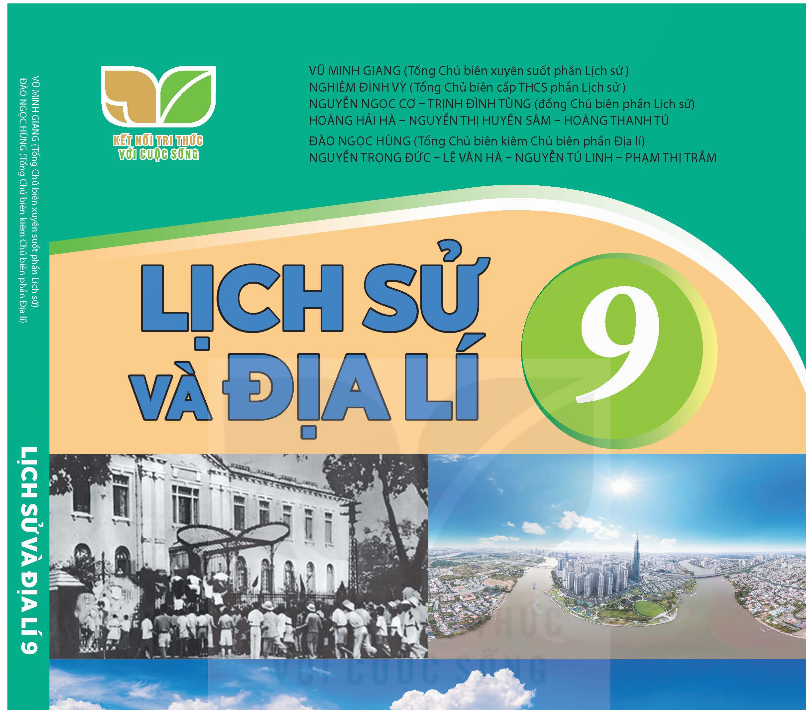 VŨ MINH GIANG (Tổng Chủ biên xuyên suốt phần Lịch sử)
NGHIÊM ĐÌNH VỲ (Tổng Chủ biên cấp THCS phần Lịch sử)
NGUYỄN NGỌC CƠ – TRỊNH ĐÌNH TÙNG (đồng Chủ biên phần Lịch sử)
HOÀNG HẢI HÀ – NGUYỄN THỊ HUYỀN SÂM – HOÀNG THANH TÚ
ĐÀO NGỌC HÙNG (Tổng Chủ biên kiêm Chủ biên phần Địa lí)
NGUYỄN TRỌNG ĐỨC – LÊ VĂN HÀ – NGUYỄN TÚ LINH – PHẠM THỊ TRẦM
KẾT NỐI TRI THỨC
VỚI CUỘC SỐNG
LỊCH SỬ
VÀ ĐỊA LÍ
9
VŨ MINH GIANG (Tổng Chủ biên xuyên suốt phần Lịch sử)
ĐÀO NGỌC HÙNG (Tổng Chủ biên kiêm Chủ biên phần Địa lí)
LỊCH SỬ VÀ ĐỊA LÍ 9
THỨC
VỚI CUỘC SỐNG